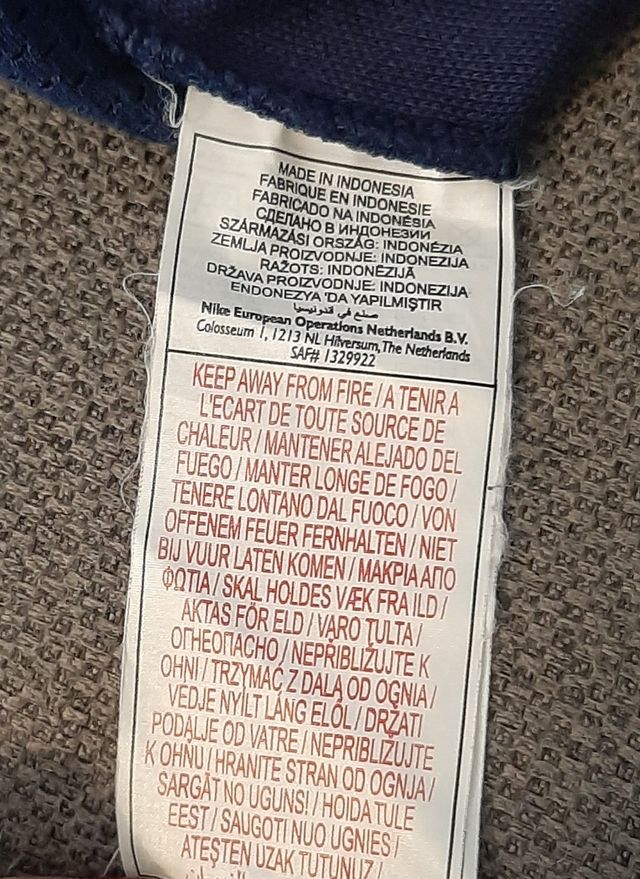 MADE IN INDONESIA
FABRIQUE EN INDONESIE
FABRICADO NA INDONÉSIA
СДЕЛАНО В ИНДОНЕЗИИ
SZÁRMAZÁSI ORSZÁG: INDONÉZIA
ZEMLJA PROIZVODNJE: INDONEZIJA
RAŽOTS: INDONĒZIJĀ
DRŽAVA PROIZVODNJE: INDONEZIJA
ENDONEZYA 'DA YAPILMIŞTIR
صنع في اندونيسيا
Nike European Operations Netherlands B.V.
Colosseum 1, 1213 NL Hilversum, The Netherlands
SAF# 1329922
KEEP AWAY FROM FIRE / A TENIR A
L'ECART DE TOUTE SOURCE DE
CHALEUR / MANTENER ALEJADO DEL
FUEGO / MANTER LONGE DE FOGO /
TENERE LONTANO DAL FUOCO / VON
OFFENEM FEUER FERNHALTEN / NIET
BIJ VUUR LATEN KOMEN / ΜΑΚΡΙΑ ΑΠΟ
ΦΩΤΙΑ / SKAL HOLDES VÆK FRA ILD /
AKTAS FÖR ELD / VARO TULTA /
ОГНЕОПАСНО / NEPŘIBLIŽUJTE K
OHNI / TRZYMAĆ Z DALA OD OGNIA /
VEDJE NYÍLT LÁNG ELÖL / DRŽATI
PODALJE OD VATRE / NEPRIBLIŽUJTE
K OHŇU / HRANITE STRAN OD OGNJA /
SARGĀT NO UGUNS! / HOIDA TULE
EEST / SAUGOTI NUO UGNIES /
ATEŞTEN UZAK TUTUNUZ /